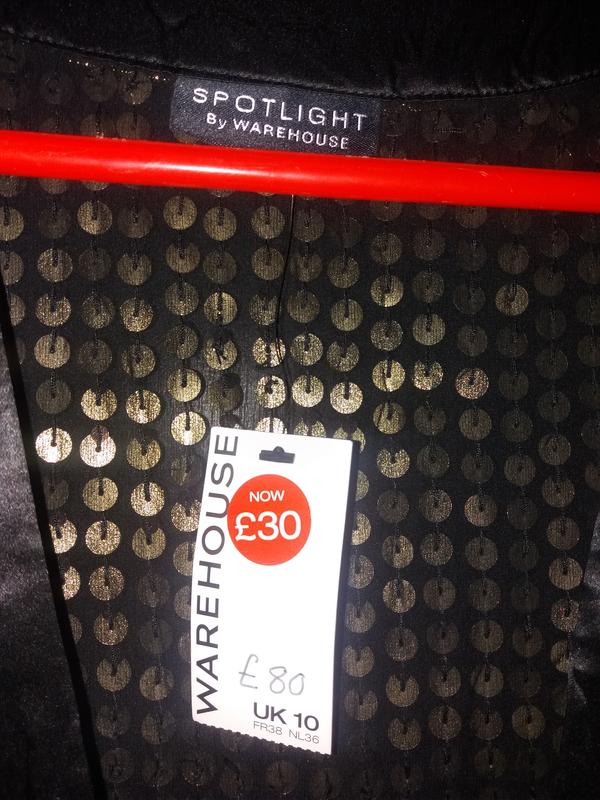 SPOTLIGHT
By WAREHOUSE
WAREHOUSE
NOW
£30
£80
UK 10
FR38 NL36